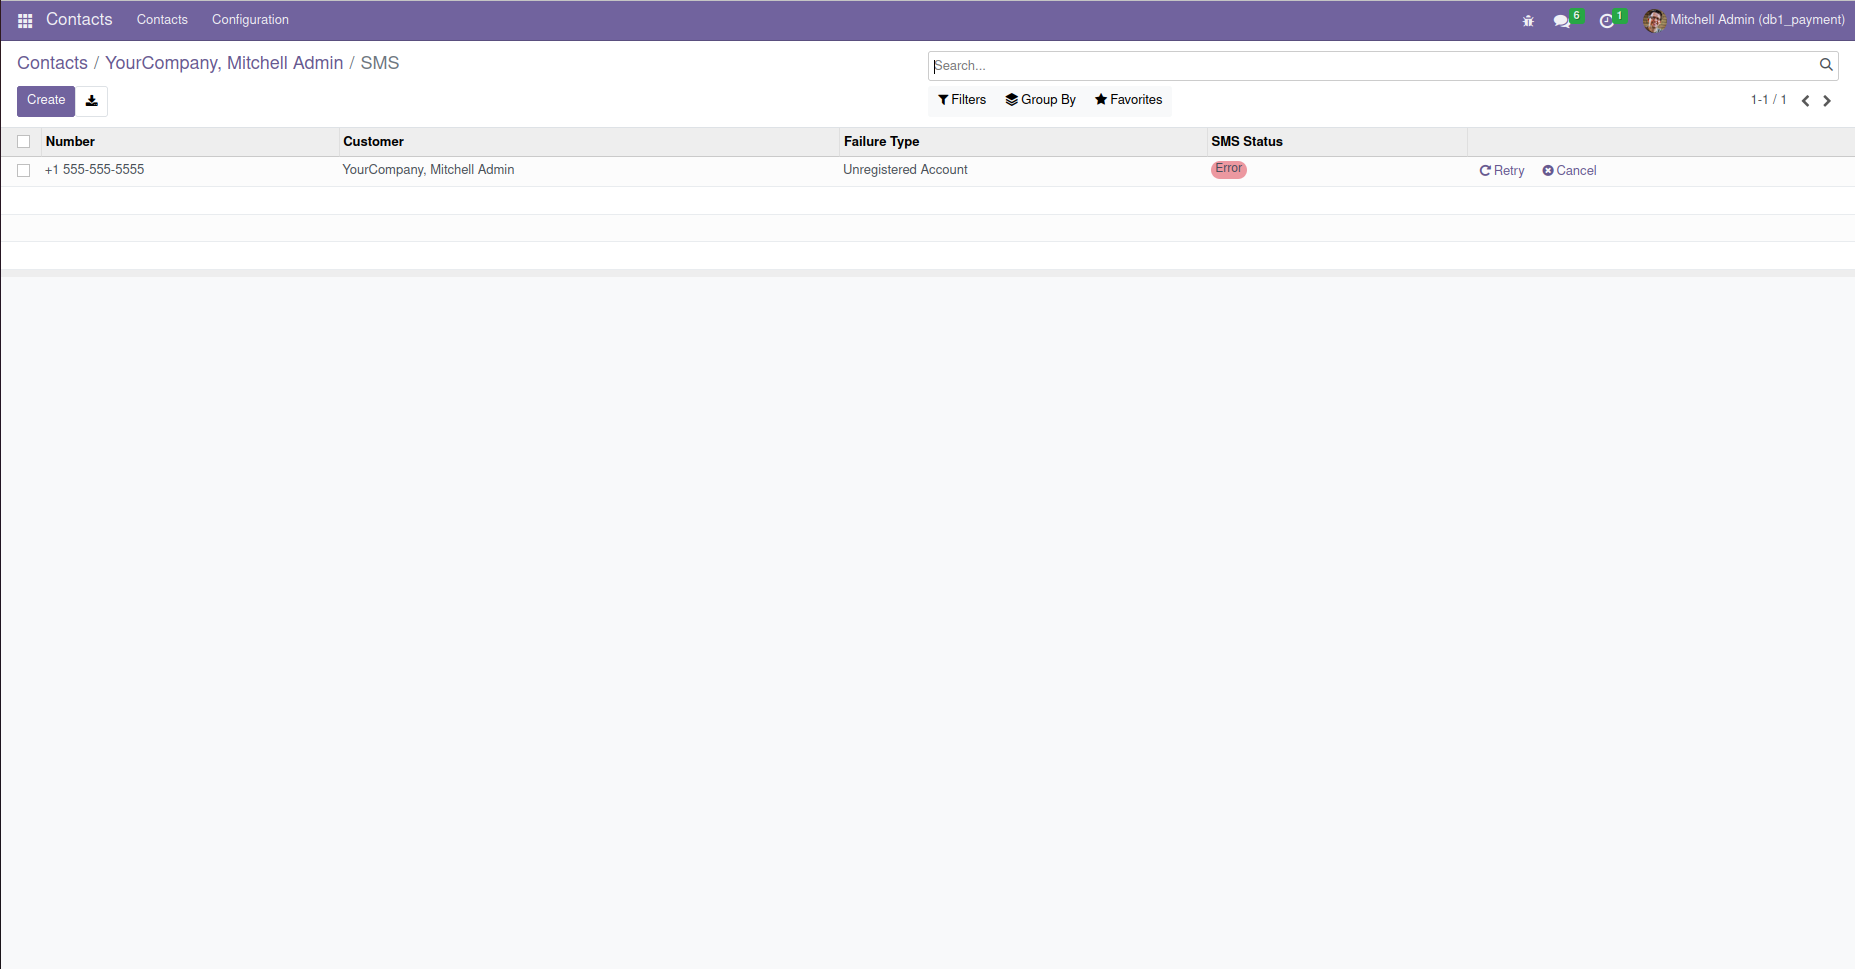 Contacts Contacts Configuration 6 1 Mitchell Admin (db1_payment)
Contacts / YourCompany, Mitchell Admin / SMS
Search...
Create
Filters Group By Favorites 1-1 / 1
Number Customer Failure Type SMS Status
+1 555-555-5555 YourCompany, Mitchell Admin Unregistered Account Error Retry Cancel